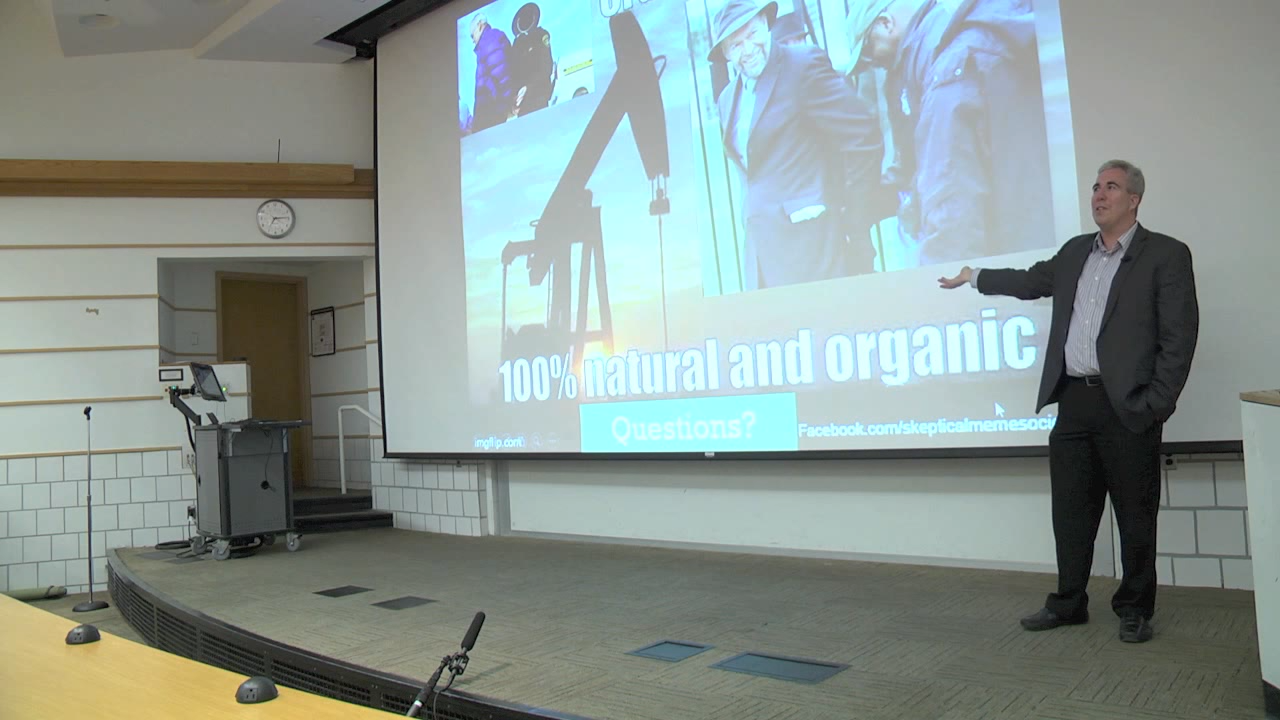 100% natural and organic
Questions?
imgflip.com
Facebook.com/skepticalmemesoci